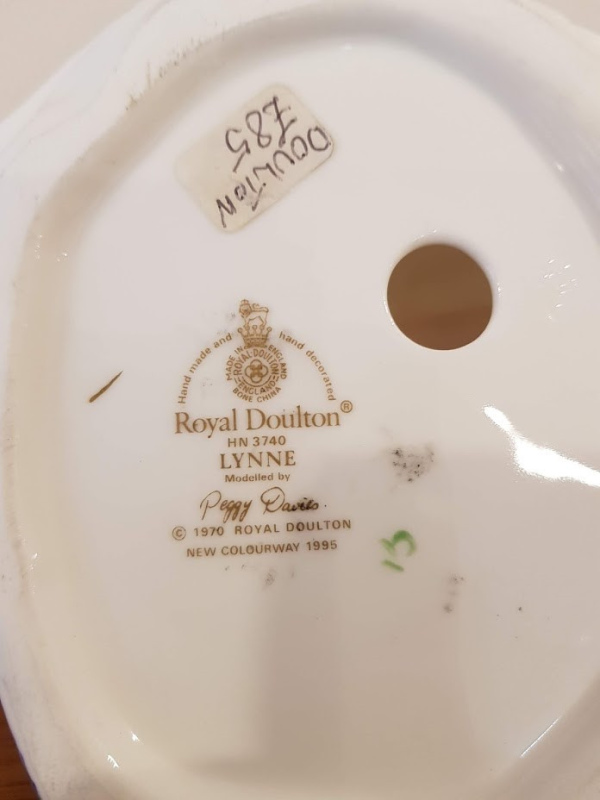 DOULTON
£85
Hand made and hand decorated
MADE IN ENGLAND
ROYAL DOULTON
ENGLAND
BONE CHINA
Royal Doulton®
HN 3740
LYNNE
Modelled by
Peggy Davies
© 1970 ROYAL DOULTON
NEW COLOURWAY 1995
13